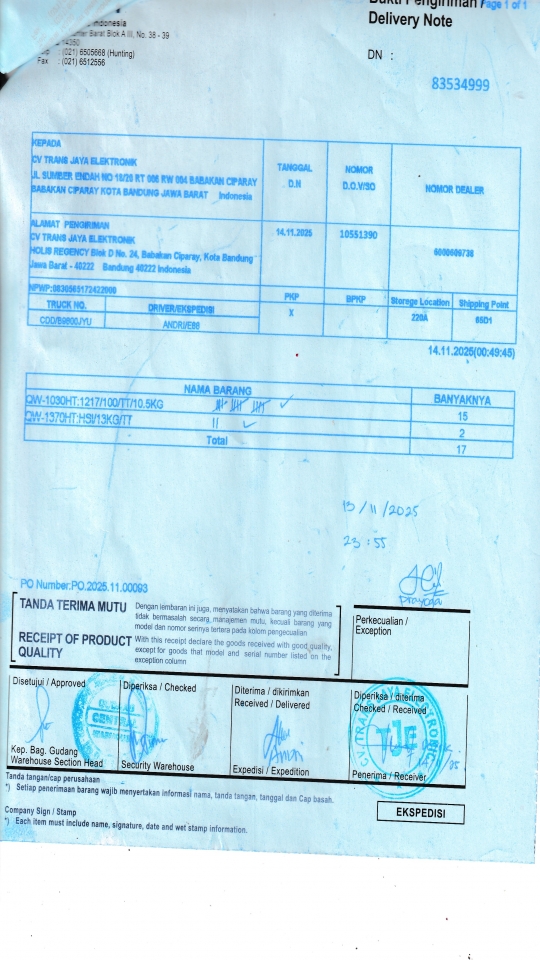 Bukti Pengiriman Page 1 of 1
Delivery Note
Indonesia
Blok A III, No. 38 - 39
14350
: (021) 6505668 (Hunting)
Fax : (021) 6512556
DN :
83534999
KEPADA
CV TRANS JAYA ELEKTRONIK
JL SUMBER ENDAH NO 18/20 RT 006 RW 004 BABAKAN CIPARAY
BABAKAN CIPARAY KOTA BANDUNG JAWA BARAT Indonesia
TANGGAL D.N
NOMOR D.O./SO
NOMOR DEALER
ALAMAT PENGIRIMAN
CV TRANS JAYA ELEKTRONIK
HOLIS REGENCY Blok D No. 24, Babakan Ciparay, Kota Bandung
Jawa Barat - 40222 Bandung 40222 Indonesia
14.11.2025
10551390
NPWP:
TRUCK NO.
DRIVER/EKSPEDISI
PKP
BPKP
Storage Location
Shipping Point
X
220A
14.11.2025(00:49:45)
NAMA BARANG
BANYAKNYA
QW-1030HT:1217/100/TT/10.5KG
15
QW-1370HT:HSI/13KG/TT
2
Total
17
13/11/2025
23:55
Prayoga
PO Number.PO.2025.11.00093
TANDA TERIMA MUTU
Dengan lembaran ini juga, menyatakan bahwa barang yang diterima
tidak bermasalah secara manajemen mutu, kecuali barang yang
model dan nomor serinya tertera pada kolom pengecualian
RECEIPT OF PRODUCT QUALITY
With this receipt declare the goods received with good quality,
except for goods that model and serial number listed on the
exception column
Perkecualian /
Exception
Disetujui / Approved
Diperiksa / Checked
Diterima / dikirimkan
Received / Delivered
Diperiksa / diterima
Checked / Received
CENTRAL
TJE
Kep. Bag. Gudang
Warehouse Section Head
Security Warehouse
Expedisi / Expedition
Penerima / Receiver
Tanda tangan/cap perusahaan
*) Setiap penerimaan barang wajib menyertakan informasi nama, tanda tangan, tanggal dan Cap basah.
Company Sign / Stamp
*) Each item must include name, signature, date and wet stamp information.
EKSPEDISI